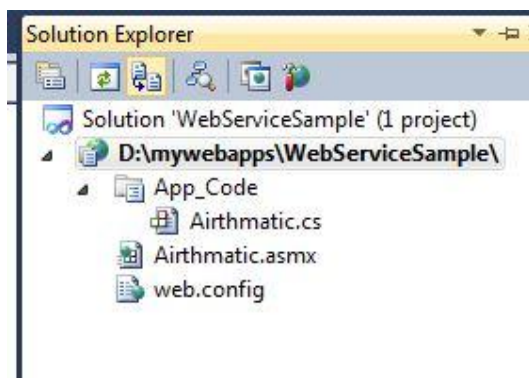 Solution Explorer
Solution 'WebServiceSample' (1 project)
D:\mywebapps\WebServiceSample\
App_Code
Airthmatic.cs
Airthmatic.asmx
web.config